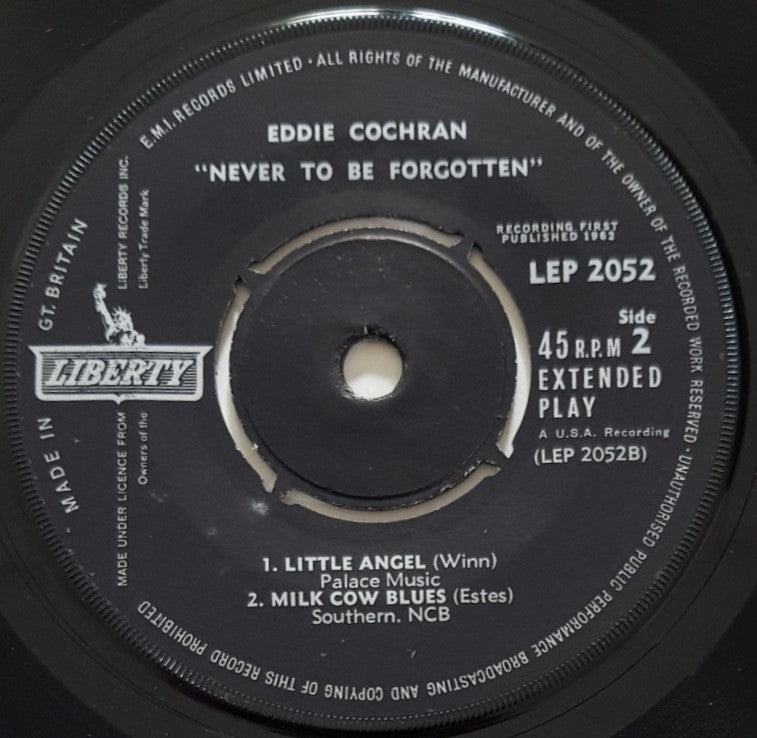 E.M.I. RECORDS LIMITED · ALL RIGHTS OF THE MANUFACTURER AND OF THE OWNER OF THE RECORDED WORK RESERVED · UNAUTHORISED PUBLIC PERFORMANCE BROADCASTING AND COPYING OF THIS RECORD PROHIBITED
MADE IN GT. BRITAIN
EDDIE COCHRAN
"NEVER TO BE FORGOTTEN"
RECORDING FIRST
PUBLISHED 1962
LEP 2052
Side
45 R.P.M 2
EXTENDED
PLAY
A U.S.A. Recording
(LEP 2052B)
LIBERTY
MADE UNDER LICENCE FROM LIBERTY RECORDS INC.
Owners of the Liberty Trade Mark
1. LITTLE ANGEL (Winn)
Palace Music
2. MILK COW BLUES (Estes)
Southern. NCB